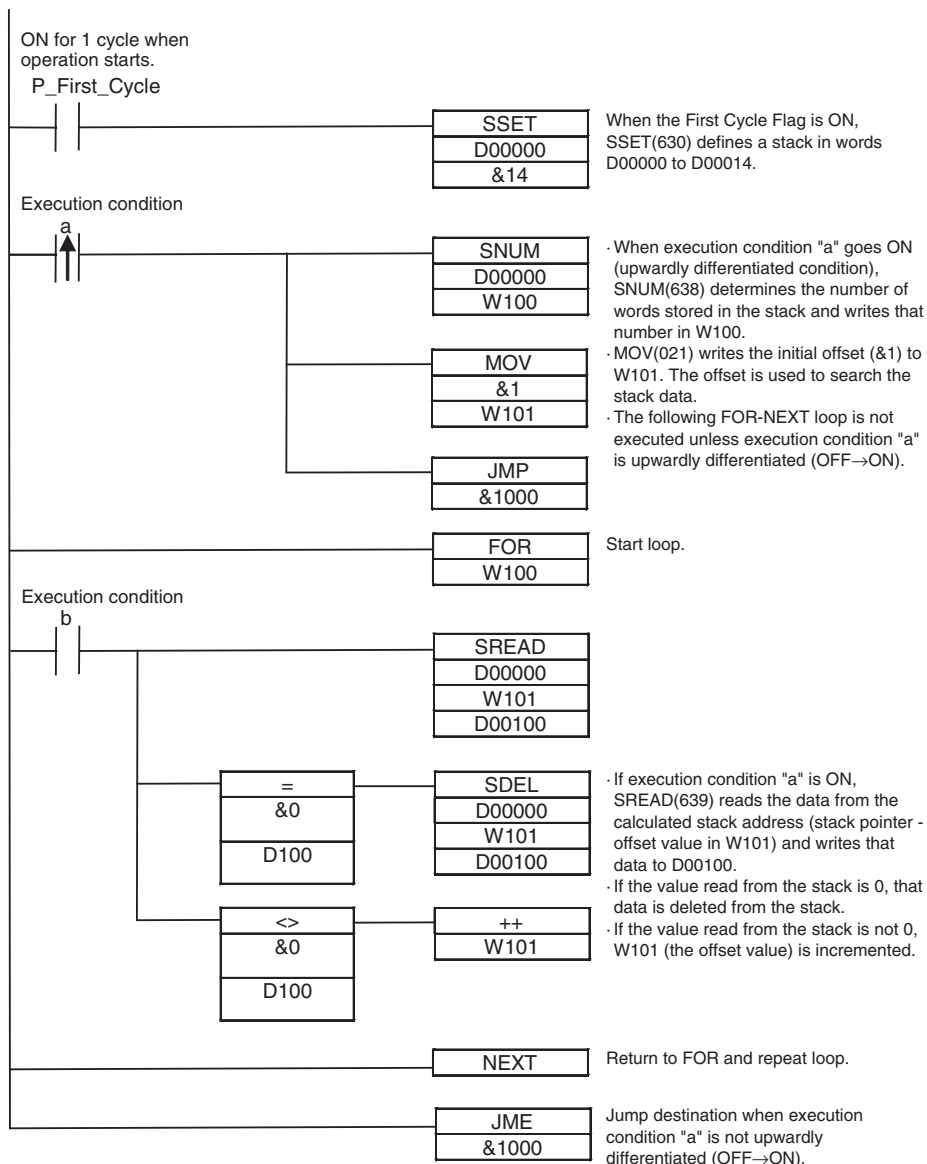 ON for 1 cycle when
operation starts.
P_First_Cycle
SSET
D00000
&14
When the First Cycle Flag is ON,
SSET(630) defines a stack in words
D00000 to D00014.
Execution condition
a
SNUM
D00000
W100
MOV
&1
W101
JMP
&1000
· When execution condition "a" goes ON
(upwardly differentiated condition),
SNUM(638) determines the number of
words stored in the stack and writes that
number in W100.
· MOV(021) writes the initial offset (&1) to
W101. The offset is used to search the
stack data.
· The following FOR-NEXT loop is not
executed unless execution condition "a"
is upwardly differentiated (OFF→ON).
FOR
W100
Start loop.
Execution condition
b
SREAD
D00000
W101
D00100
=
&0
D100
SDEL
D00000
W101
D00100
<>
&0
D100
++
W101
· If execution condition "a" is ON,
SREAD(639) reads the data from the
calculated stack address (stack pointer -
offset value in W101) and writes that
data to D00100.
· If the value read from the stack is 0, that
data is deleted from the stack.
· If the value read from the stack is not 0,
W101 (the offset value) is incremented.
NEXT
Return to FOR and repeat loop.
JME
&1000
Jump destination when execution
condition "a" is not upwardly
differentiated (OFF→ON).